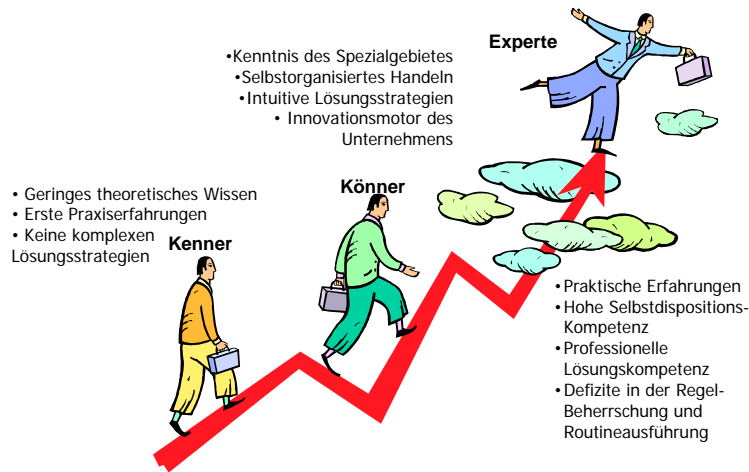 Experte
•Kenntnis des Spezialgebietes
•Selbstorganisiertes Handeln
•Intuitive Lösungsstrategien
• Innovationsmotor des
Unternehmens
Könner
• Geringes theoretisches Wissen
• Erste Praxiserfahrungen
• Keine komplexen
Lösungsstrategien
Kenner
•Praktische Erfahrungen
•Hohe Selbstdispositions-
Kompetenz
•Professionelle
Lösungskompetenz
•Defizite in der Regel-
Beherrschung und
Routineausführung